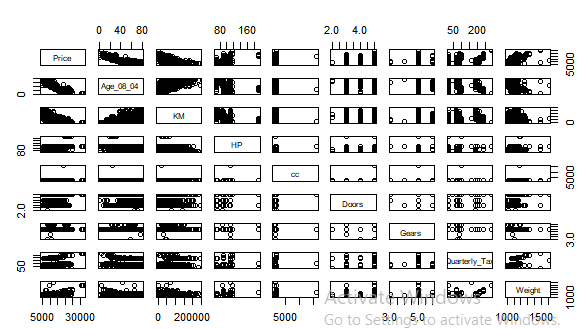 0 40 80
80 160
2.0 4.0
50 200
Price
5000
0
Age_08_04
KM
0
80
HP
cc
5000
2.0
Doors
Gears
3.0
50
Quarterly_Tax
Weight
1000
5000 30000
0 200000
5000
3.0 5.0
1000 1500
Activate Windows
Go to Settings to activate Windows.